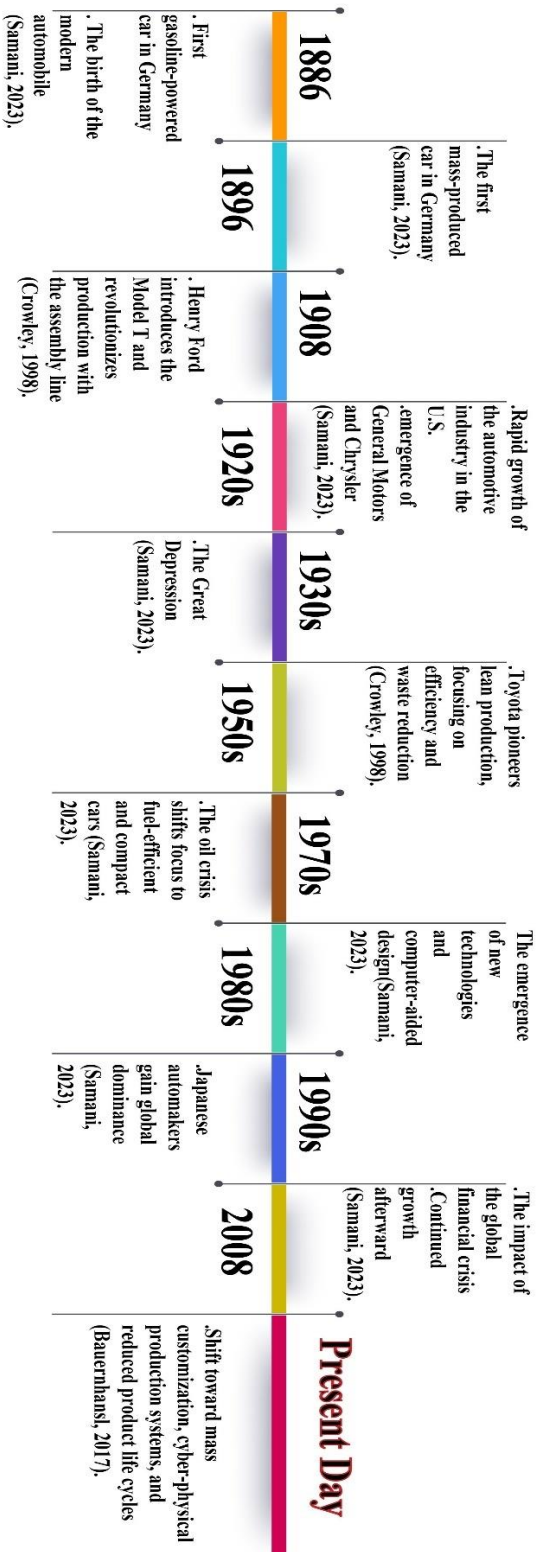 1886
. First
gasoline-powered
car in Germany
. The birth of the
modern
automobile
(Samani, 2023).
1896
.The first
mass-produced
car in Germany
(Samani, 2023).
1908
. Henry Ford
introduces the
Model T and
revolutionizes
production with
the assembly line
(Crowley, 1998).
1920s
.Rapid growth of
the automotive
industry in the
U.S.
.emergence of
General Motors
and Chrysler
(Samani, 2023).
1930s
.The Great
Depression
(Samani, 2023).
1950s
.Toyota pioneers
lean production,
focusing on
efficiency and
waste reduction
(Crowley, 1998).
1970s
.The oil crisis
shifts focus to
fuel-efficient
and compact
cars (Samani,
2023).
1980s
The emergence
of new
technologies
and
computer-aided
design(Samani,
2023).
1990s
.Japanese
automakers
gain global
dominance
(Samani,
2023).
2008
.The impact of
the global
financial crisis
.Continued
growth
afterward
(Samani, 2023).
Present Day
.Shift toward mass
customization, cyber-physical
production systems, and
reduced product life cycles
(Bauernhansl, 2017).